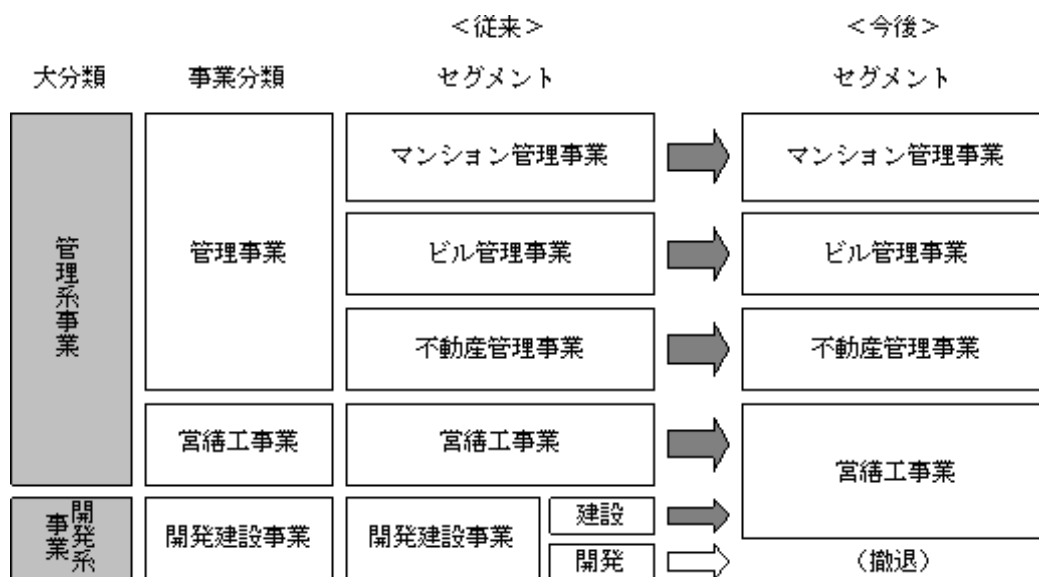 ＜従来＞ ＜今後＞
大分類 事業分類 セグメント セグメント
管理系事業
管理事業
マンション管理事業 マンション管理事業
ビル管理事業 ビル管理事業
不動産管理事業 不動産管理事業
営繕工事業 営繕工事業 営繕工事業
開発系事業
開発建設事業 開発建設事業
建設
開発 （撤退）